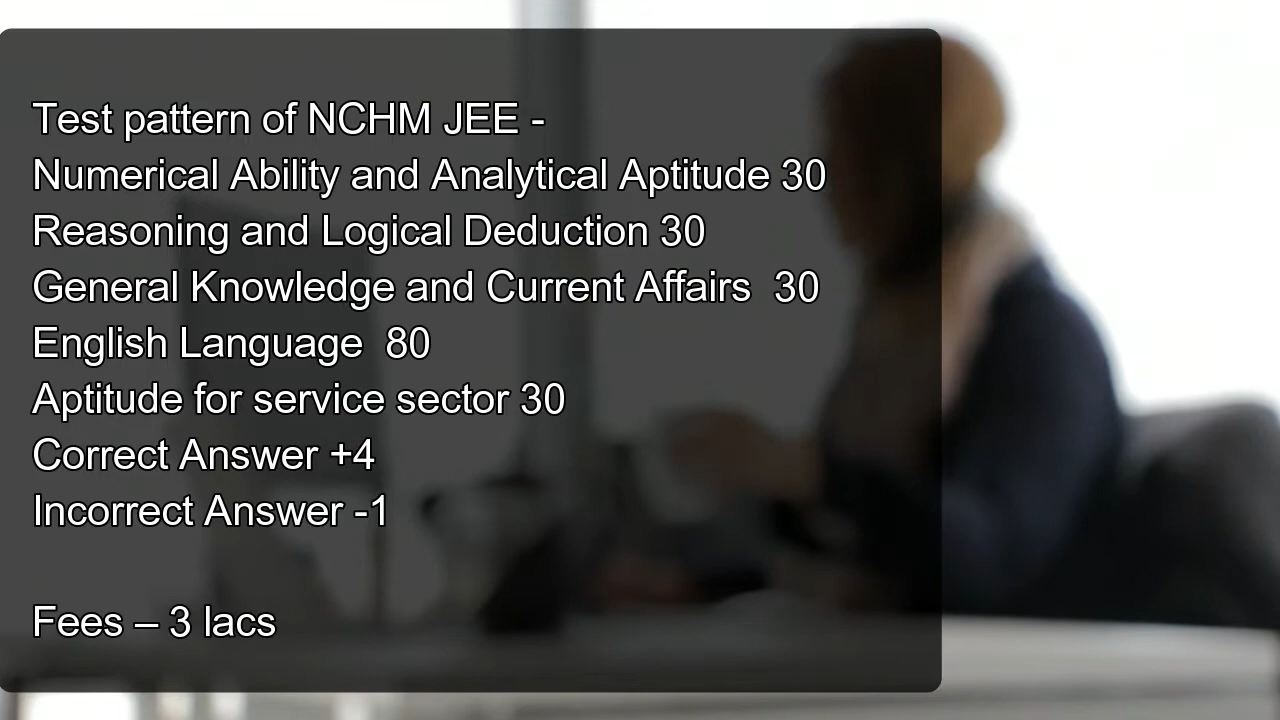 Test pattern of NCHM JEE -
Numerical Ability and Analytical Aptitude 30
Reasoning and Logical Deduction 30
General Knowledge and Current Affairs  30
English Language  80
Aptitude for service sector 30
Correct Answer +4
Incorrect Answer -1
Fees – 3 lacs